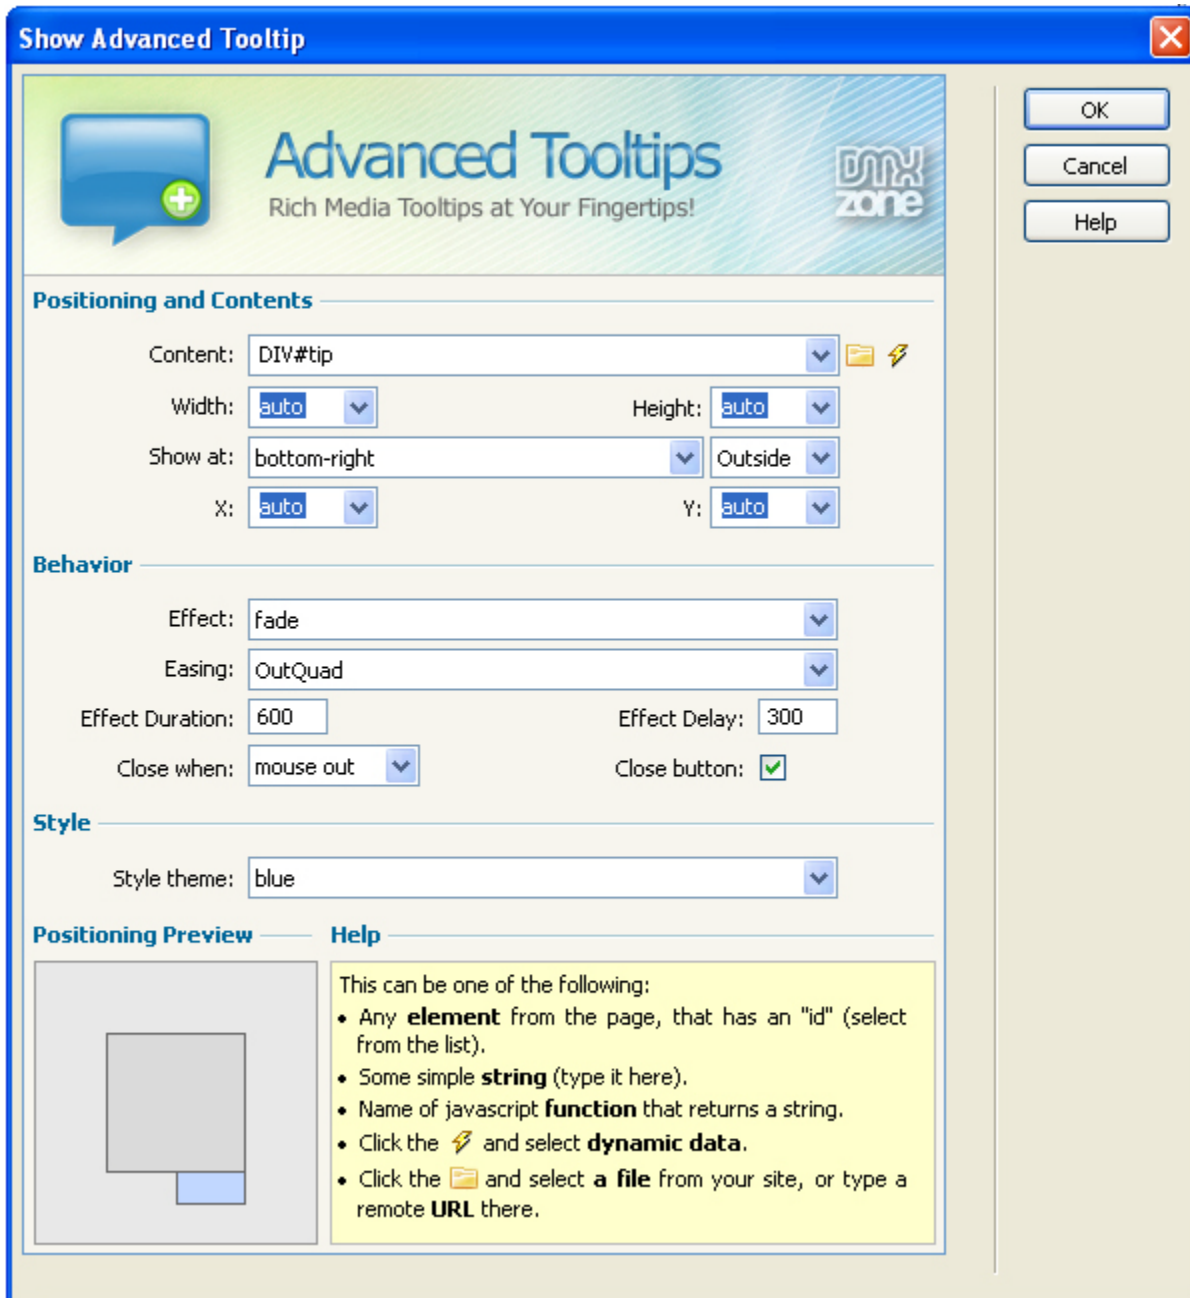 Show Advanced Tooltip
Advanced Tooltips
Rich Media Tooltips at Your Fingertips!
DMX
zone
OK
Cancel
Help
Positioning and Contents
Content: DIV#tip
Width: auto Height: auto
Show at: bottom-right Outside
X: auto Y: auto
Behavior
Effect: fade
Easing: OutQuad
Effect Duration: 600 Effect Delay: 300
Close when: mouse out Close button:
Style
Style theme: blue
Positioning Preview Help
This can be one of the following:
• Any element from the page, that has an "id" (select
from the list).
• Some simple string (type it here).
• Name of javascript function that returns a string.
• Click the and select dynamic data.
• Click the and select a file from your site, or type a
remote URL there.